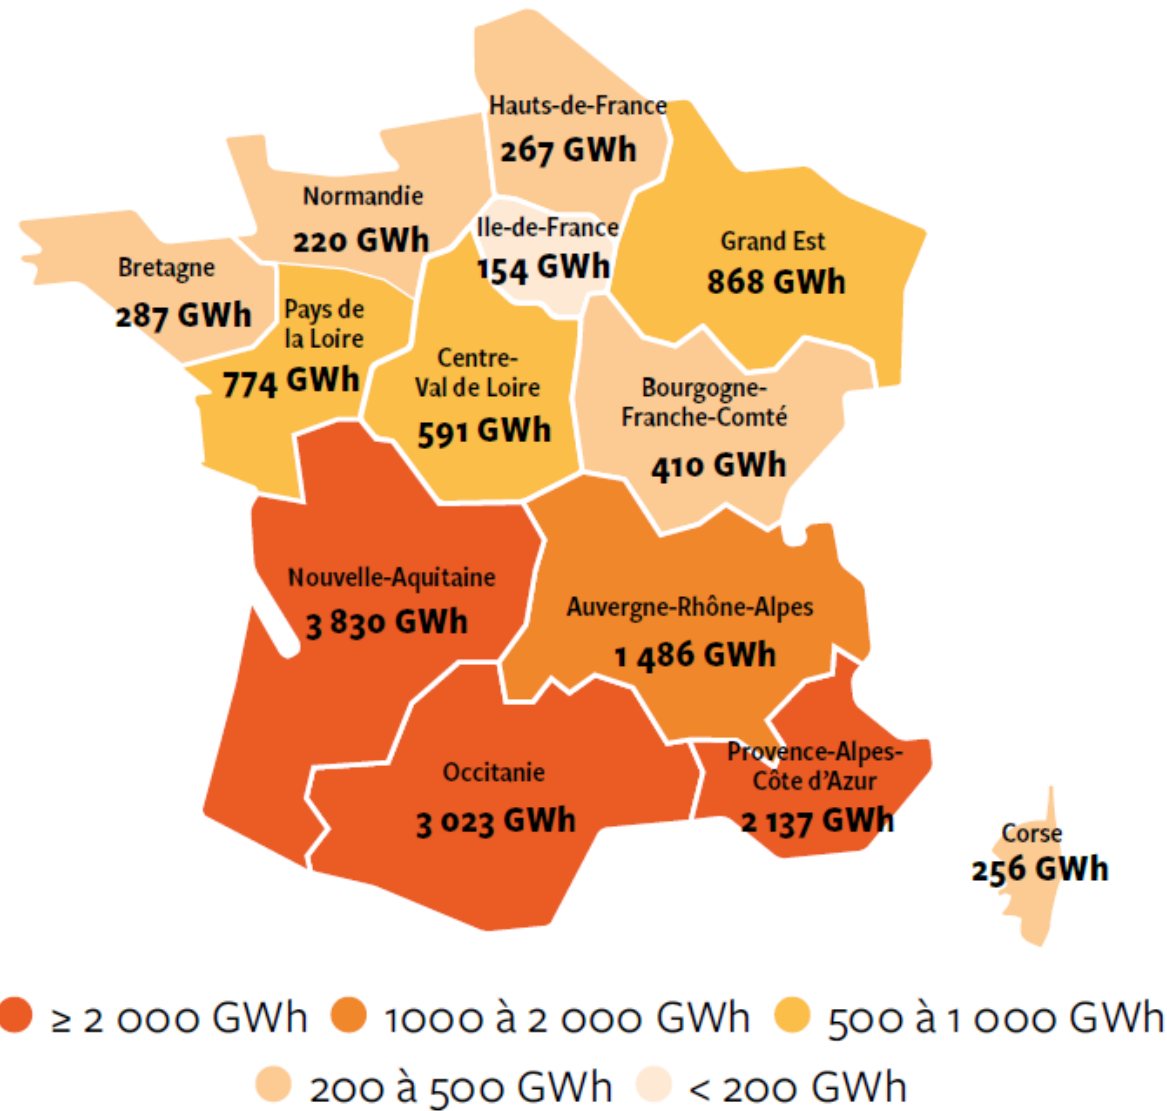 Hauts-de-France
267 GWh
Normandie
220 GWh
Ile-de-France
154 GWh
Grand Est
868 GWh
Bretagne
287 GWh
Pays de
la Loire
774 GWh
Centre-
Val de Loire
591 GWh
Bourgogne-
Franche-Comté
410 GWh
Nouvelle-Aquitaine
3 830 GWh
Auvergne-Rhône-Alpes
1 486 GWh
Occitanie
3 023 GWh
Provence-Alpes-
Côte d'Azur
2 137 GWh
Corse
256 GWh
≥ 2 000 GWh 1000 à 2 000 GWh 500 à 1 000 GWh
200 à 500 GWh < 200 GWh